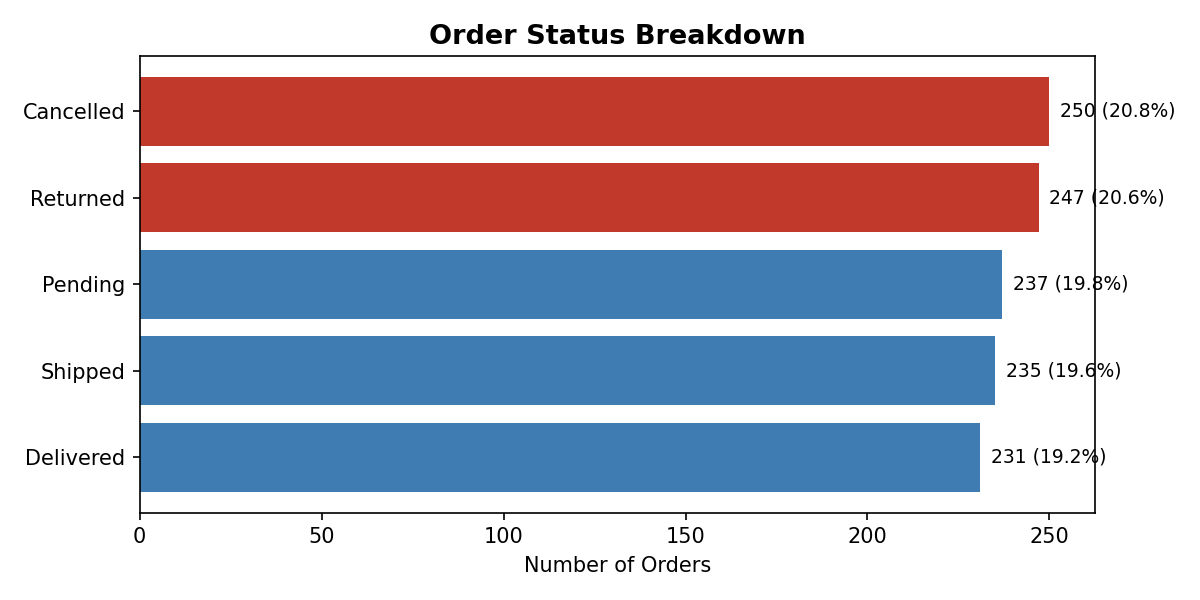 Order Status Breakdown
Cancelled 250 (20.8%)
Returned 247 (20.6%)
Pending 237 (19.8%)
Shipped 235 (19.6%)
Delivered 231 (19.2%)
0 50 100 150 200 250
Number of Orders